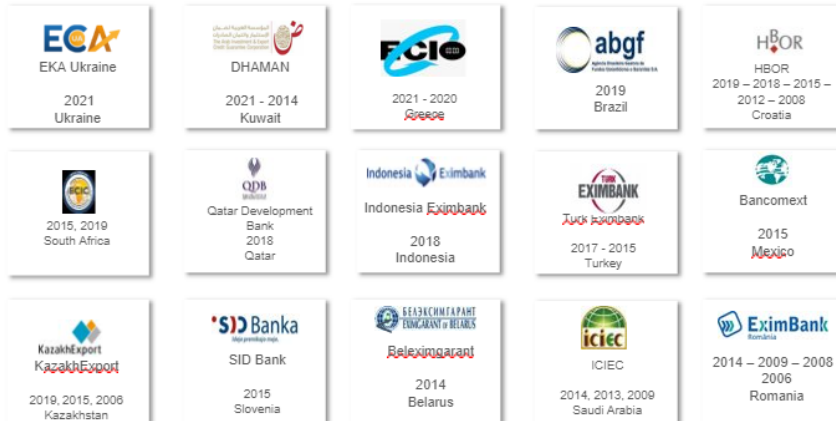 ECA
UA
EKA Ukraine
2021
Ukraine
DHAMAN
2021 - 2014
Kuwait
ECIO
2021 - 2020
Greece
abgf
2019
Brazil
HBOR
HBOR
2019 – 2018 – 2015 –
2012 – 2008
Croatia
ECIC
2015, 2019
South Africa
QDB
Qatar Development
Bank
2018
Qatar
Indonesia Eximbank
Indonesia Eximbank
2018
Indonesia
TURK
EXIMBANK
Turk Eximbank
2017 - 2015
Turkey
Bancomext
2015
Mexico
KazakhExport
KazakhExport
2019, 2015, 2006
Kazakhstan
SID Banka
SID Bank
2015
Slovenia
БЕЛЭКСИМГАРАНТ
EXIMGARANT OF BELARUS
Beleximgarant
2014
Belarus
iciec
ICIEC
2014, 2013, 2009
Saudi Arabia
EximBank
România
2014 – 2009 – 2008
2006
Romania